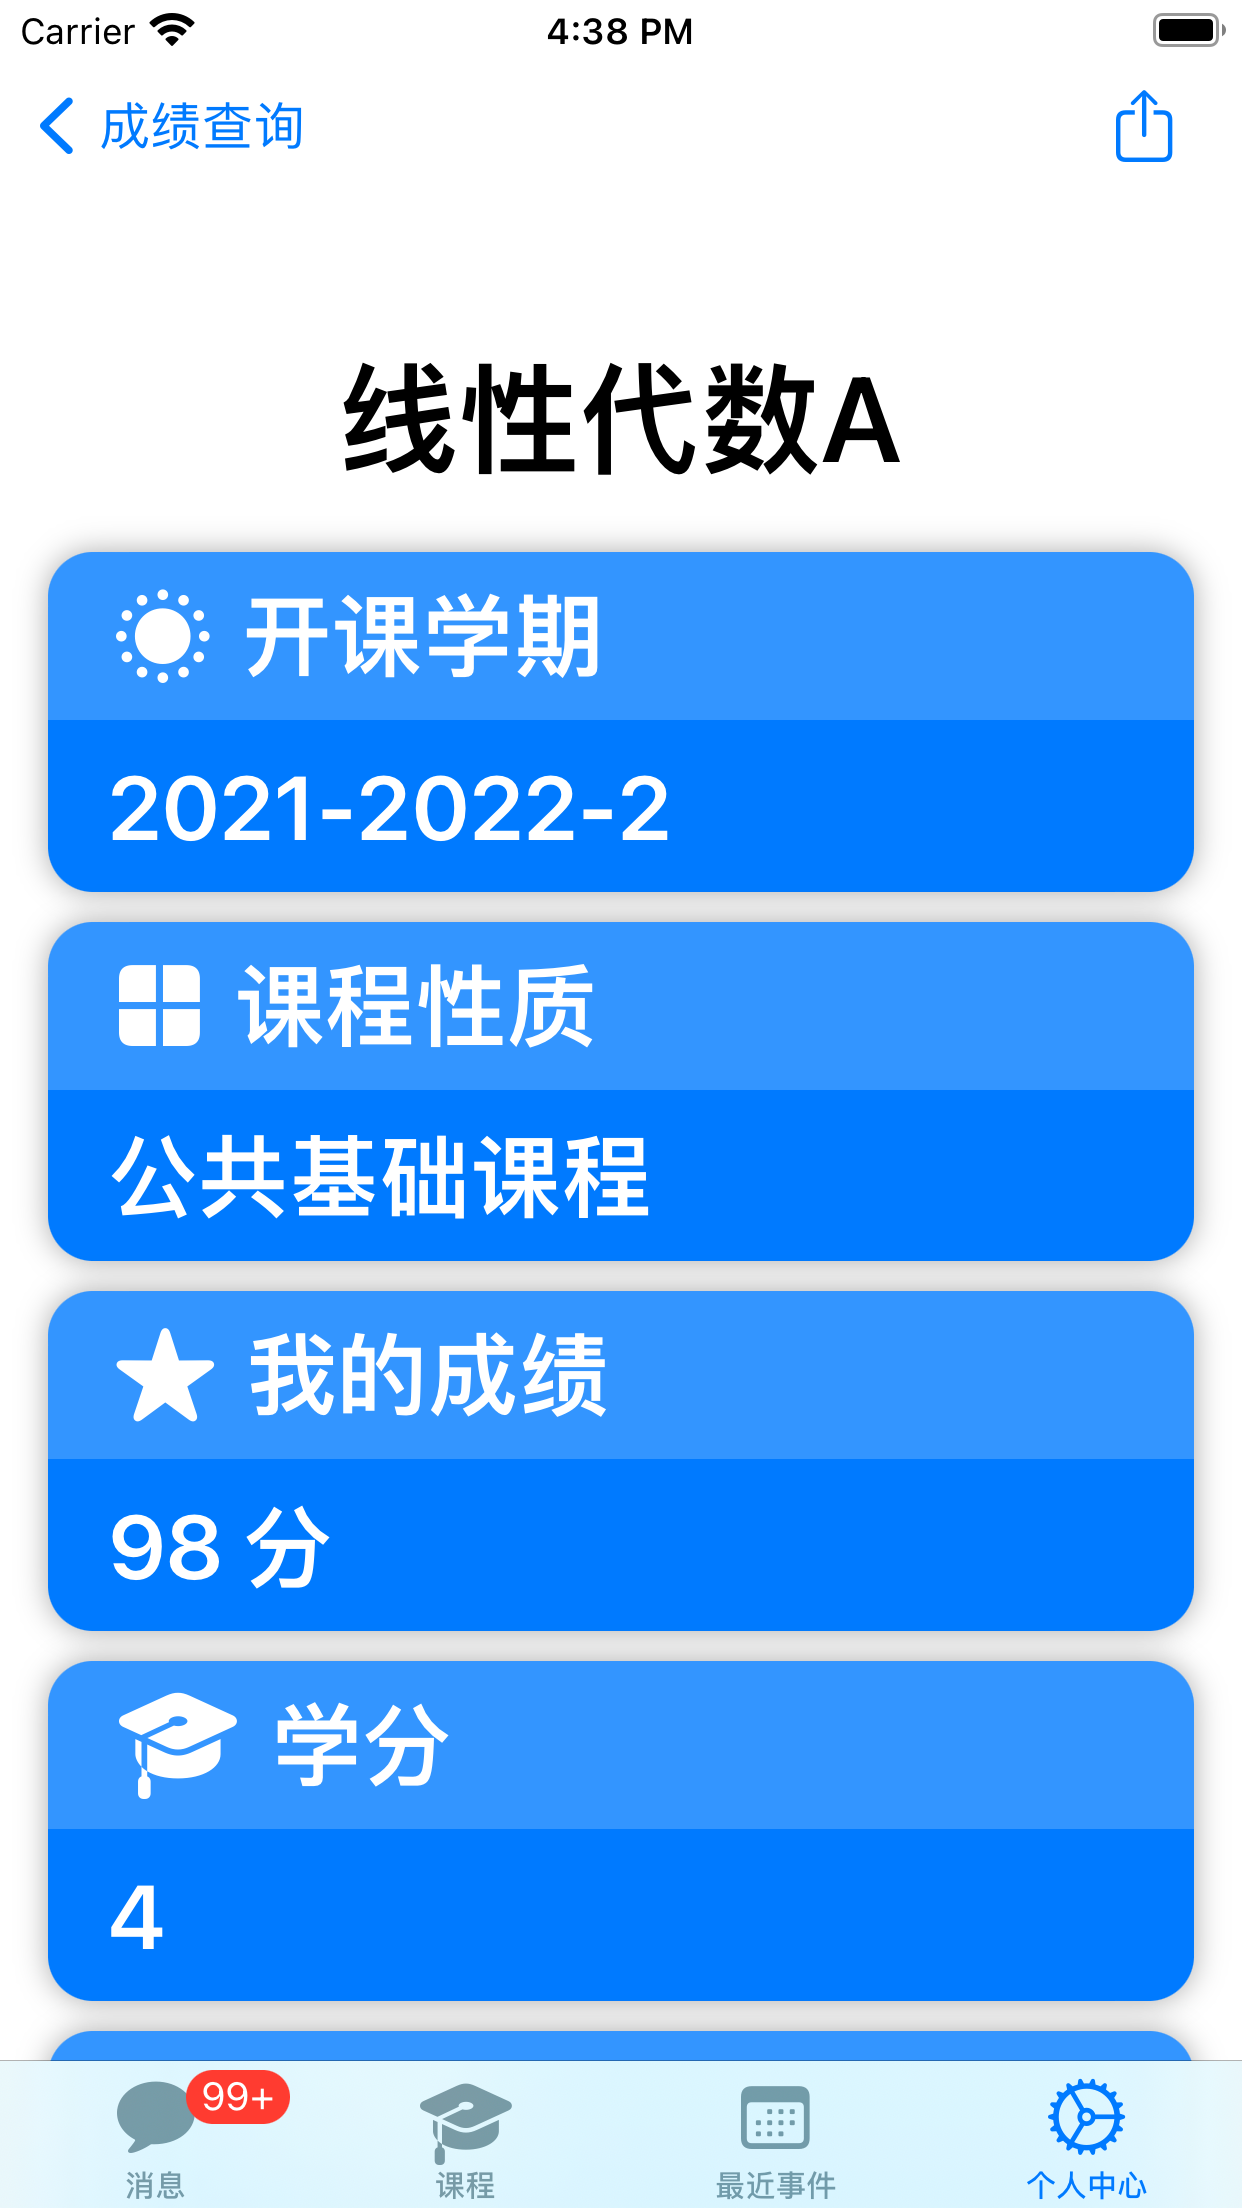 Carrier 4:38 PM
成绩查询
线性代数A
开课学期
2021-2022-2
课程性质
公共基础课程
我的成绩
98 分
学分
4
99+
消息 课程 最近事件 个人中心